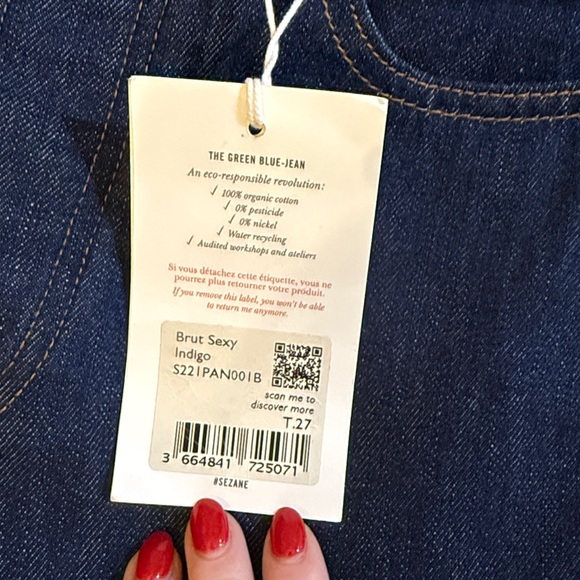 THE GREEN BLUE-JEAN
An eco-responsible revolution:
✓ 100% organic cotton
✓ 0% pesticide
✓ 0% nickel
✓ Water recycling
✓ Audited workshops and ateliers
Si vous détachez cette étiquette, vous ne
pourrez plus retourner votre produit.
If you remove this label, you won't be able
to return me anymore.
Brut Sexy
Indigo
S221PAN001B
scan me to
discover more
T.27
3 664841 725071
#SEZANE